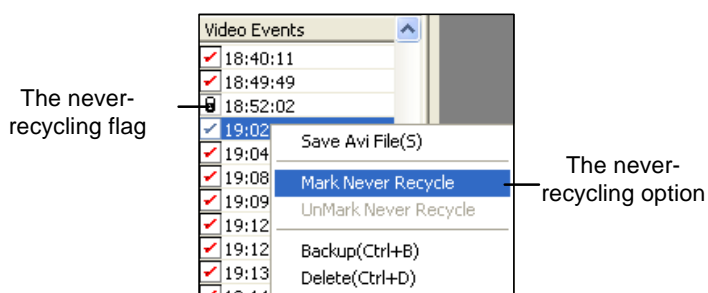 Video Events
18:40:11
18:49:49
The never-
recycling flag
18:52:02
19:02
19:04
19:08
19:09
19:12
19:12
19:13
Save Avi File(S)
Mark Never Recycle
UnMark Never Recycle
Backup(Ctrl+B)
Delete(Ctrl+D)
The never-
recycling option